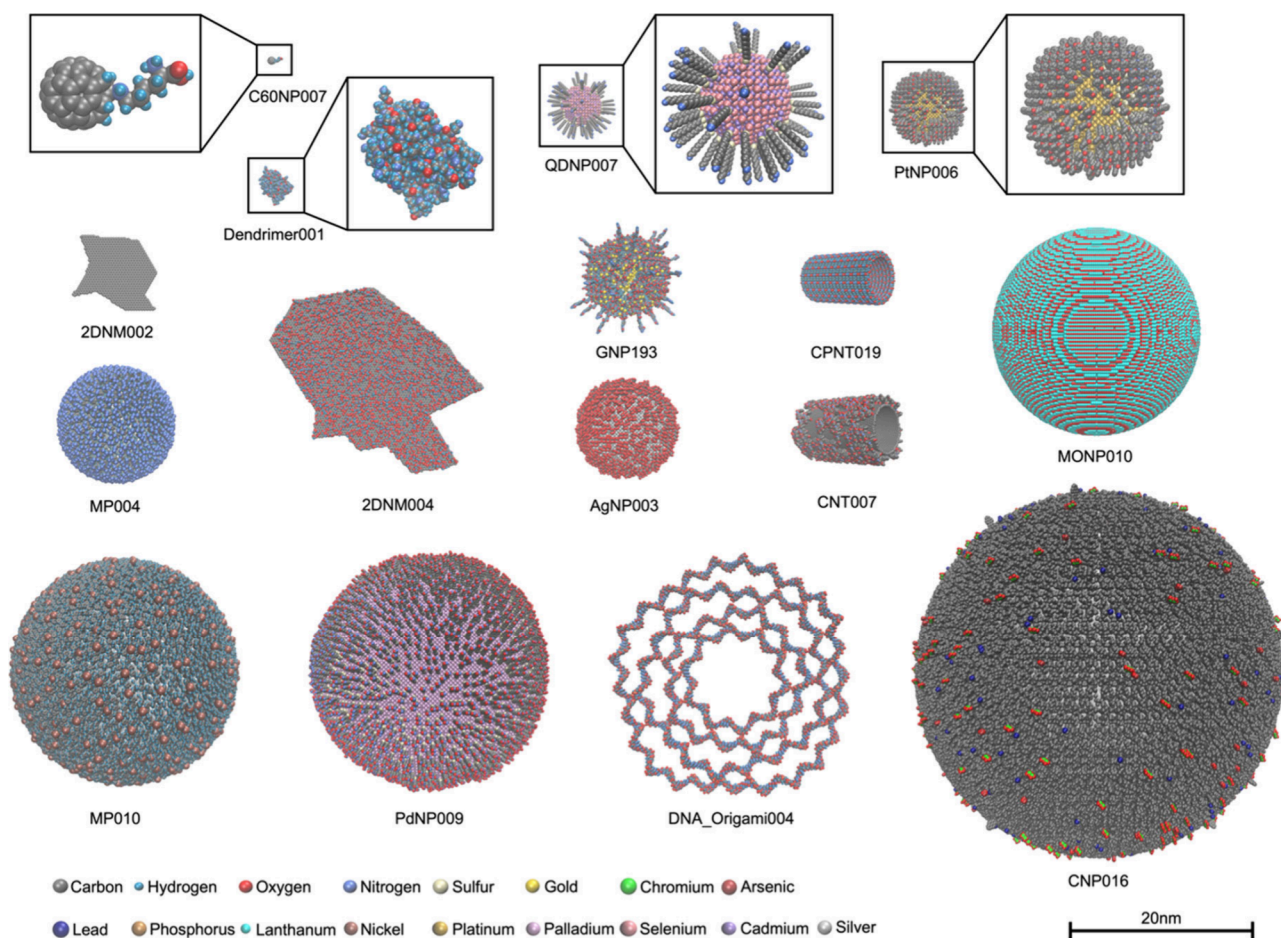 C60NP007
QDNP007
PtNP006
Dendrimer001
2DNM002
GNP193
CPNT019
MONP010
MP004
2DNM004
AgNP003
CNT007
MP010
PdNP009
DNA_Origami004
CNP016
Carbon Hydrogen Oxygen Nitrogen Sulfur Gold Chromium Arsenic
Lead Phosphorus Lanthanum Nickel Platinum Palladium Selenium Cadmium Silver
20nm